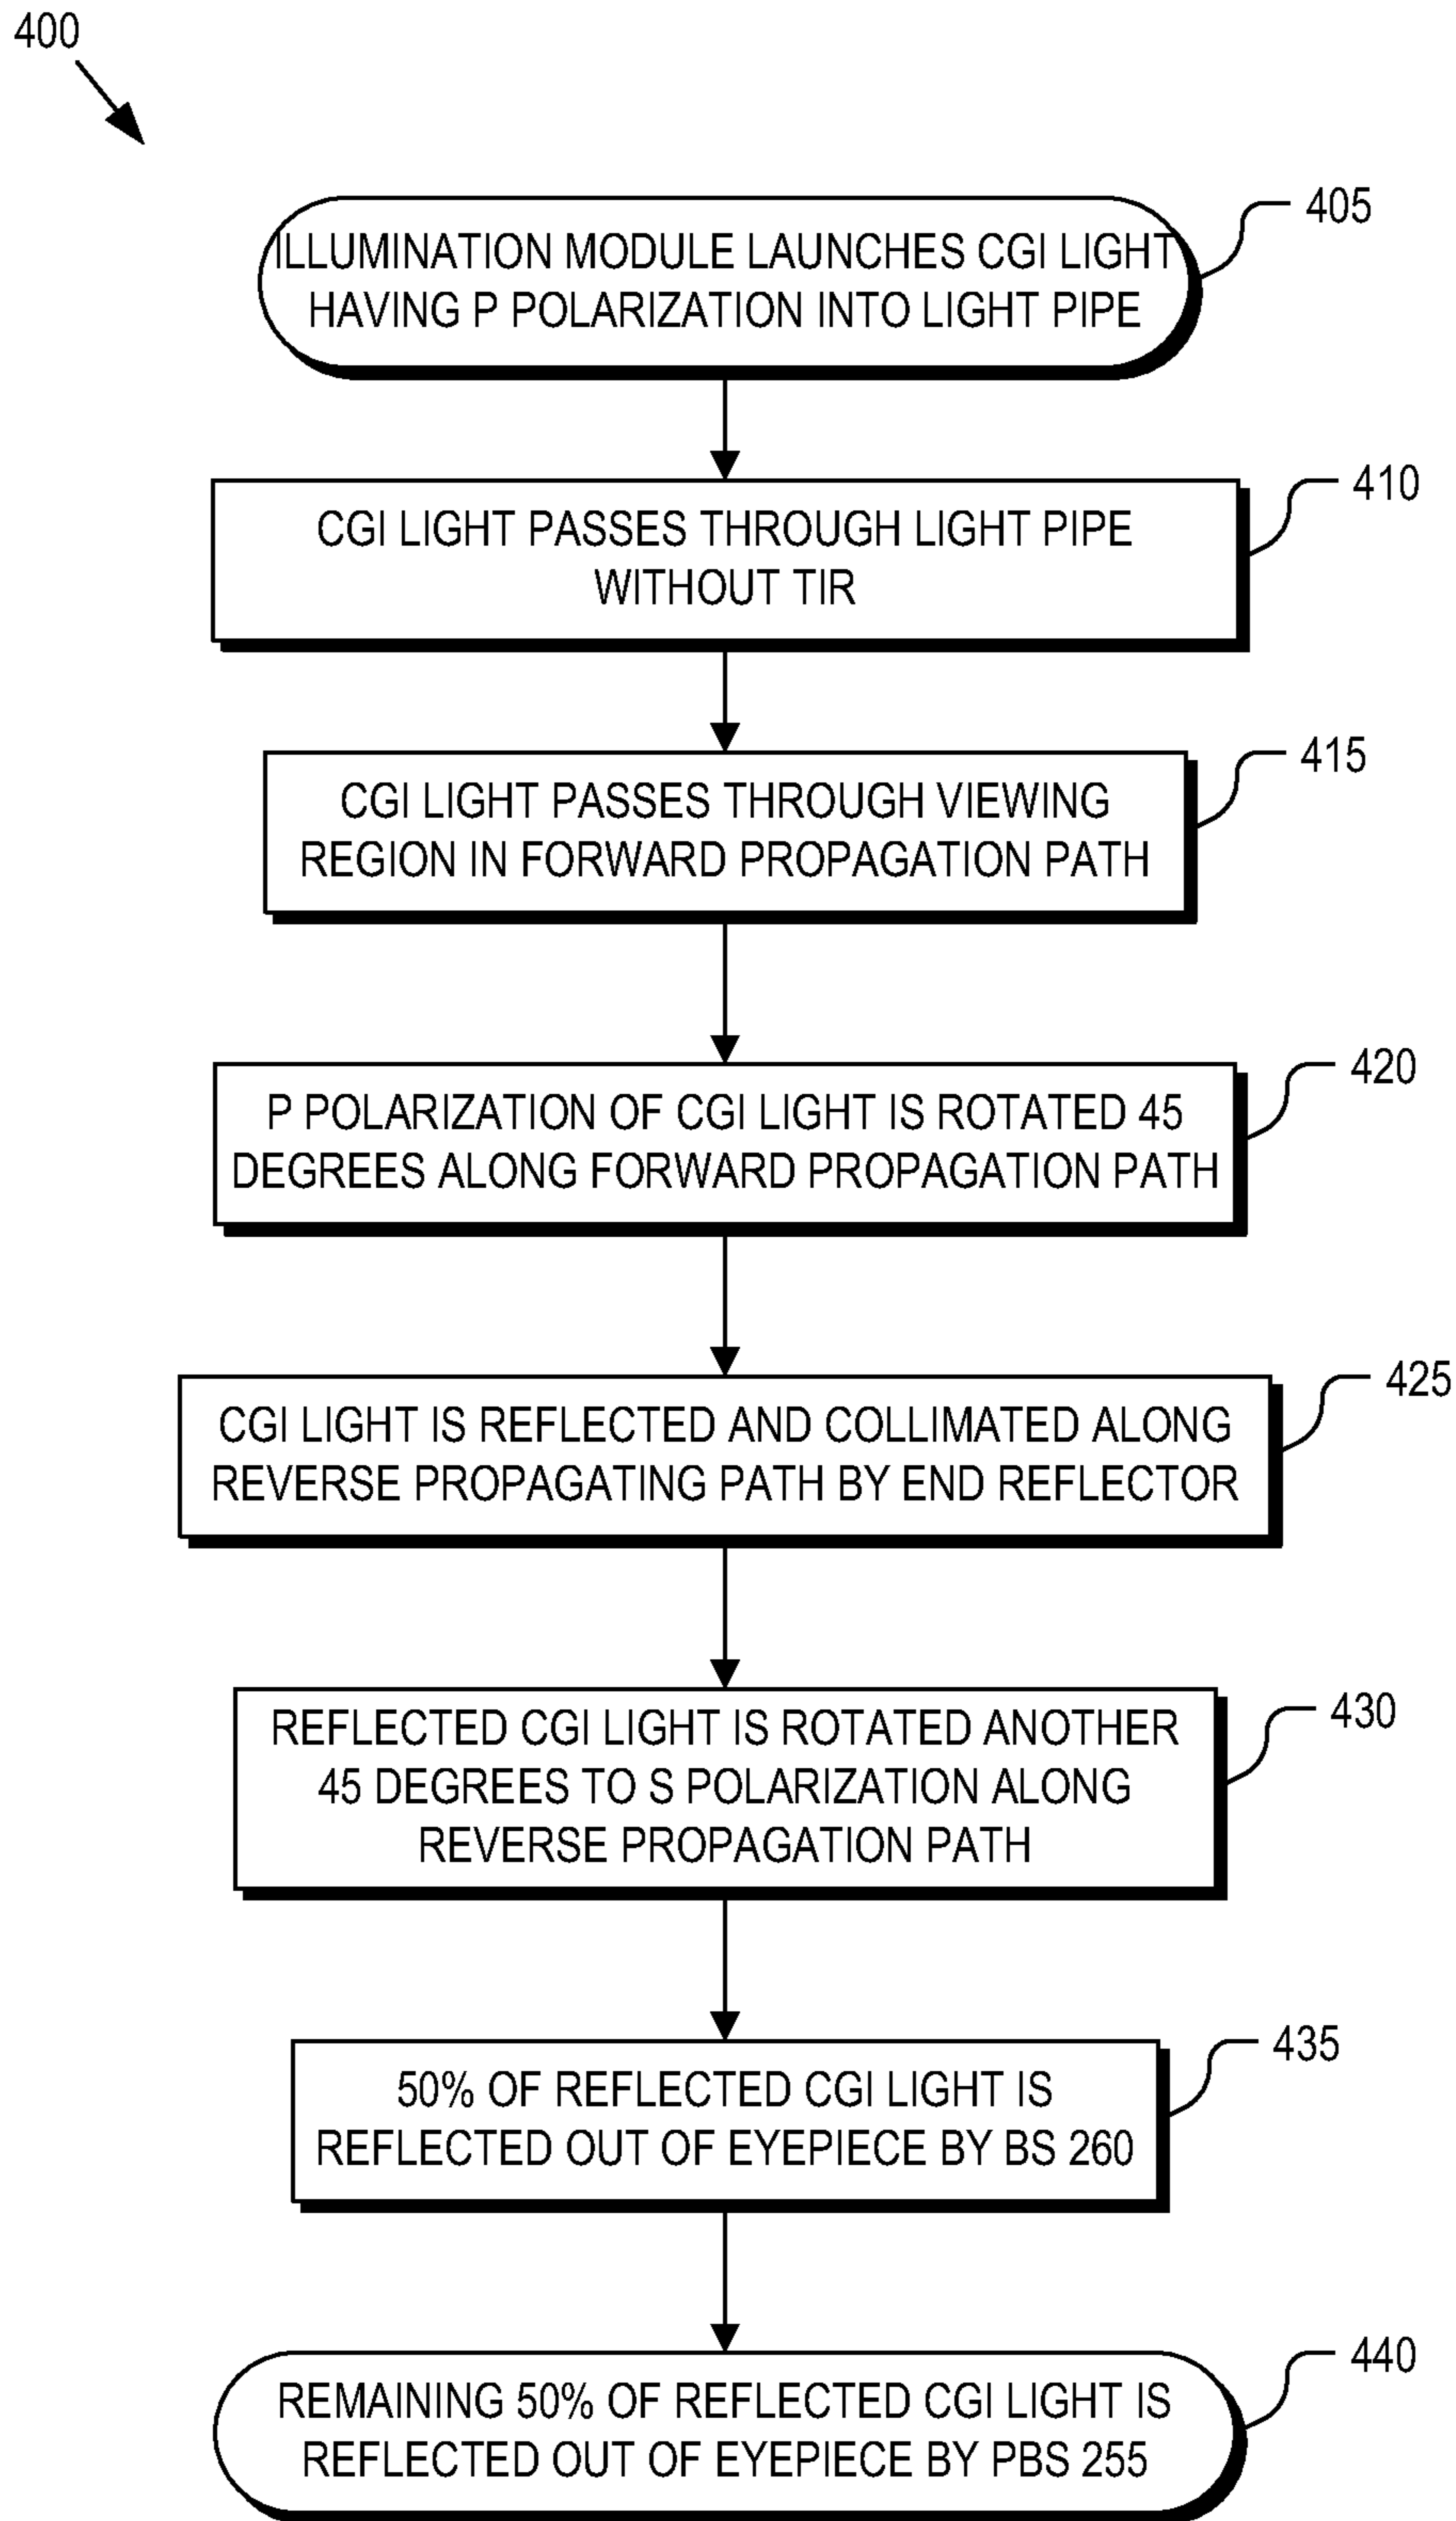 400
405
ILLUMINATION MODULE LAUNCHES CGI LIGHT
HAVING P POLARIZATION INTO LIGHT PIPE
410
CGI LIGHT PASSES THROUGH LIGHT PIPE
WITHOUT TIR
415
CGI LIGHT PASSES THROUGH VIEWING
REGION IN FORWARD PROPAGATION PATH
420
P POLARIZATION OF CGI LIGHT IS ROTATED 45
DEGREES ALONG FORWARD PROPAGATION PATH
425
CGI LIGHT IS REFLECTED AND COLLIMATED ALONG
REVERSE PROPAGATING PATH BY END REFLECTOR
430
REFLECTED CGI LIGHT IS ROTATED ANOTHER
45 DEGREES TO S POLARIZATION ALONG
REVERSE PROPAGATION PATH
435
50% OF REFLECTED CGI LIGHT IS
REFLECTED OUT OF EYEPIECE BY BS 260
440
REMAINING 50% OF REFLECTED CGI LIGHT IS
REFLECTED OUT OF EYEPIECE BY PBS 255